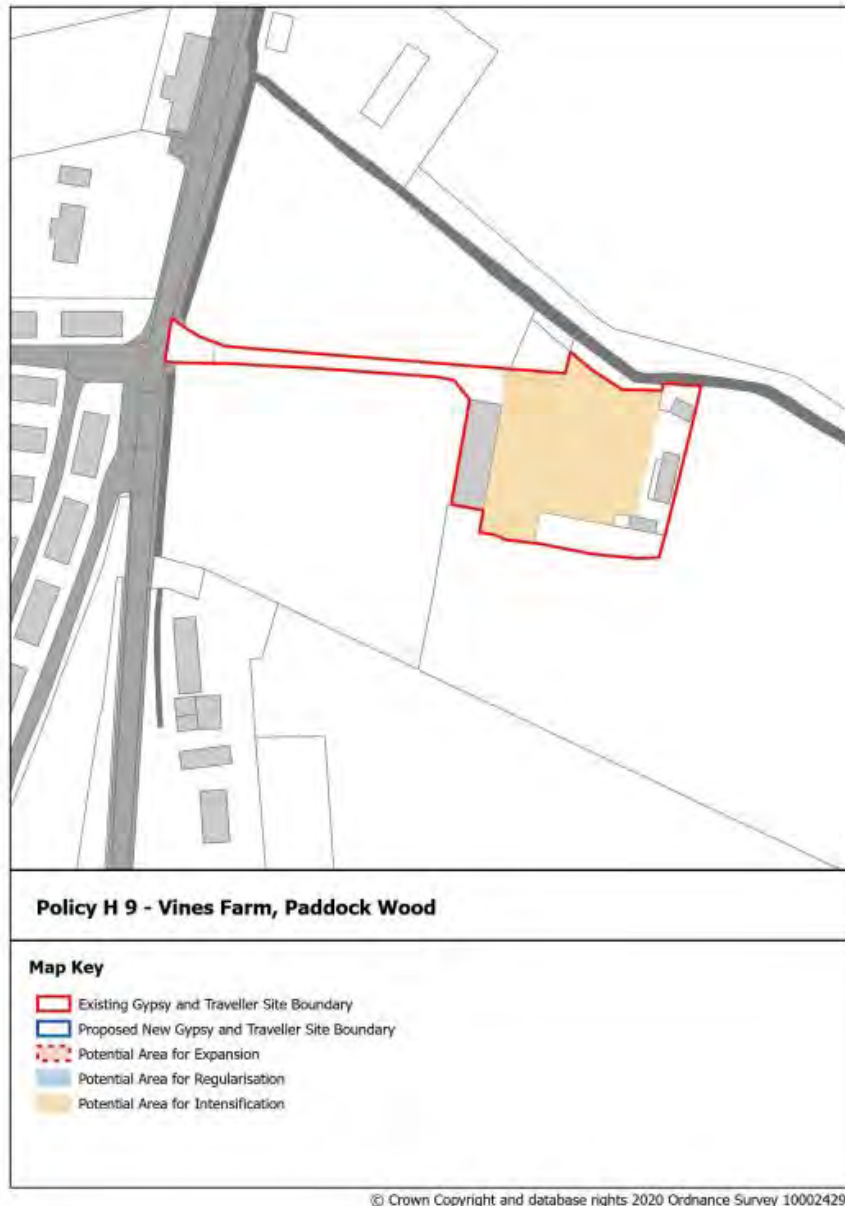 Policy H 9 - Vines Farm, Paddock Wood
Map Key
Existing Gypsy and Traveller Site Boundary
Proposed New Gypsy and Traveller Site Boundary
Potential Area for Expansion
Potential Area for Regularisation
Potential Area for Intensification
© Crown Copyright and database rights 2020 Ordnance Survey 10002429